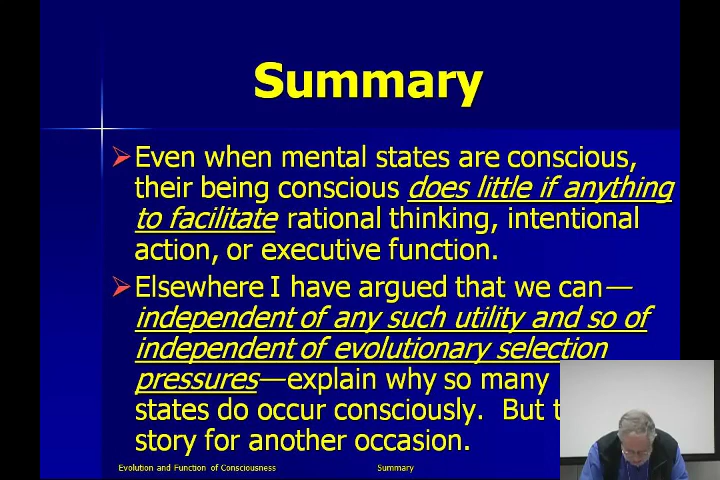 Summary
Even when mental states are conscious,
their being conscious does little if anything
to facilitate rational thinking, intentional
action, or executive function.
Elsewhere I have argued that we can—
independent of any such utility and so of
independent of evolutionary selection
pressures—explain why so many
states do occur consciously. But
story for another occasion.
Evolution and Function of Consciousness Summary